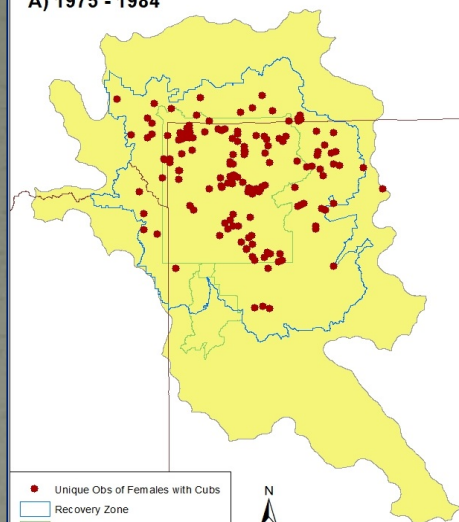 A) 1975 - 1984
N
Unique Obs of Females with Cubs
Recovery Zone